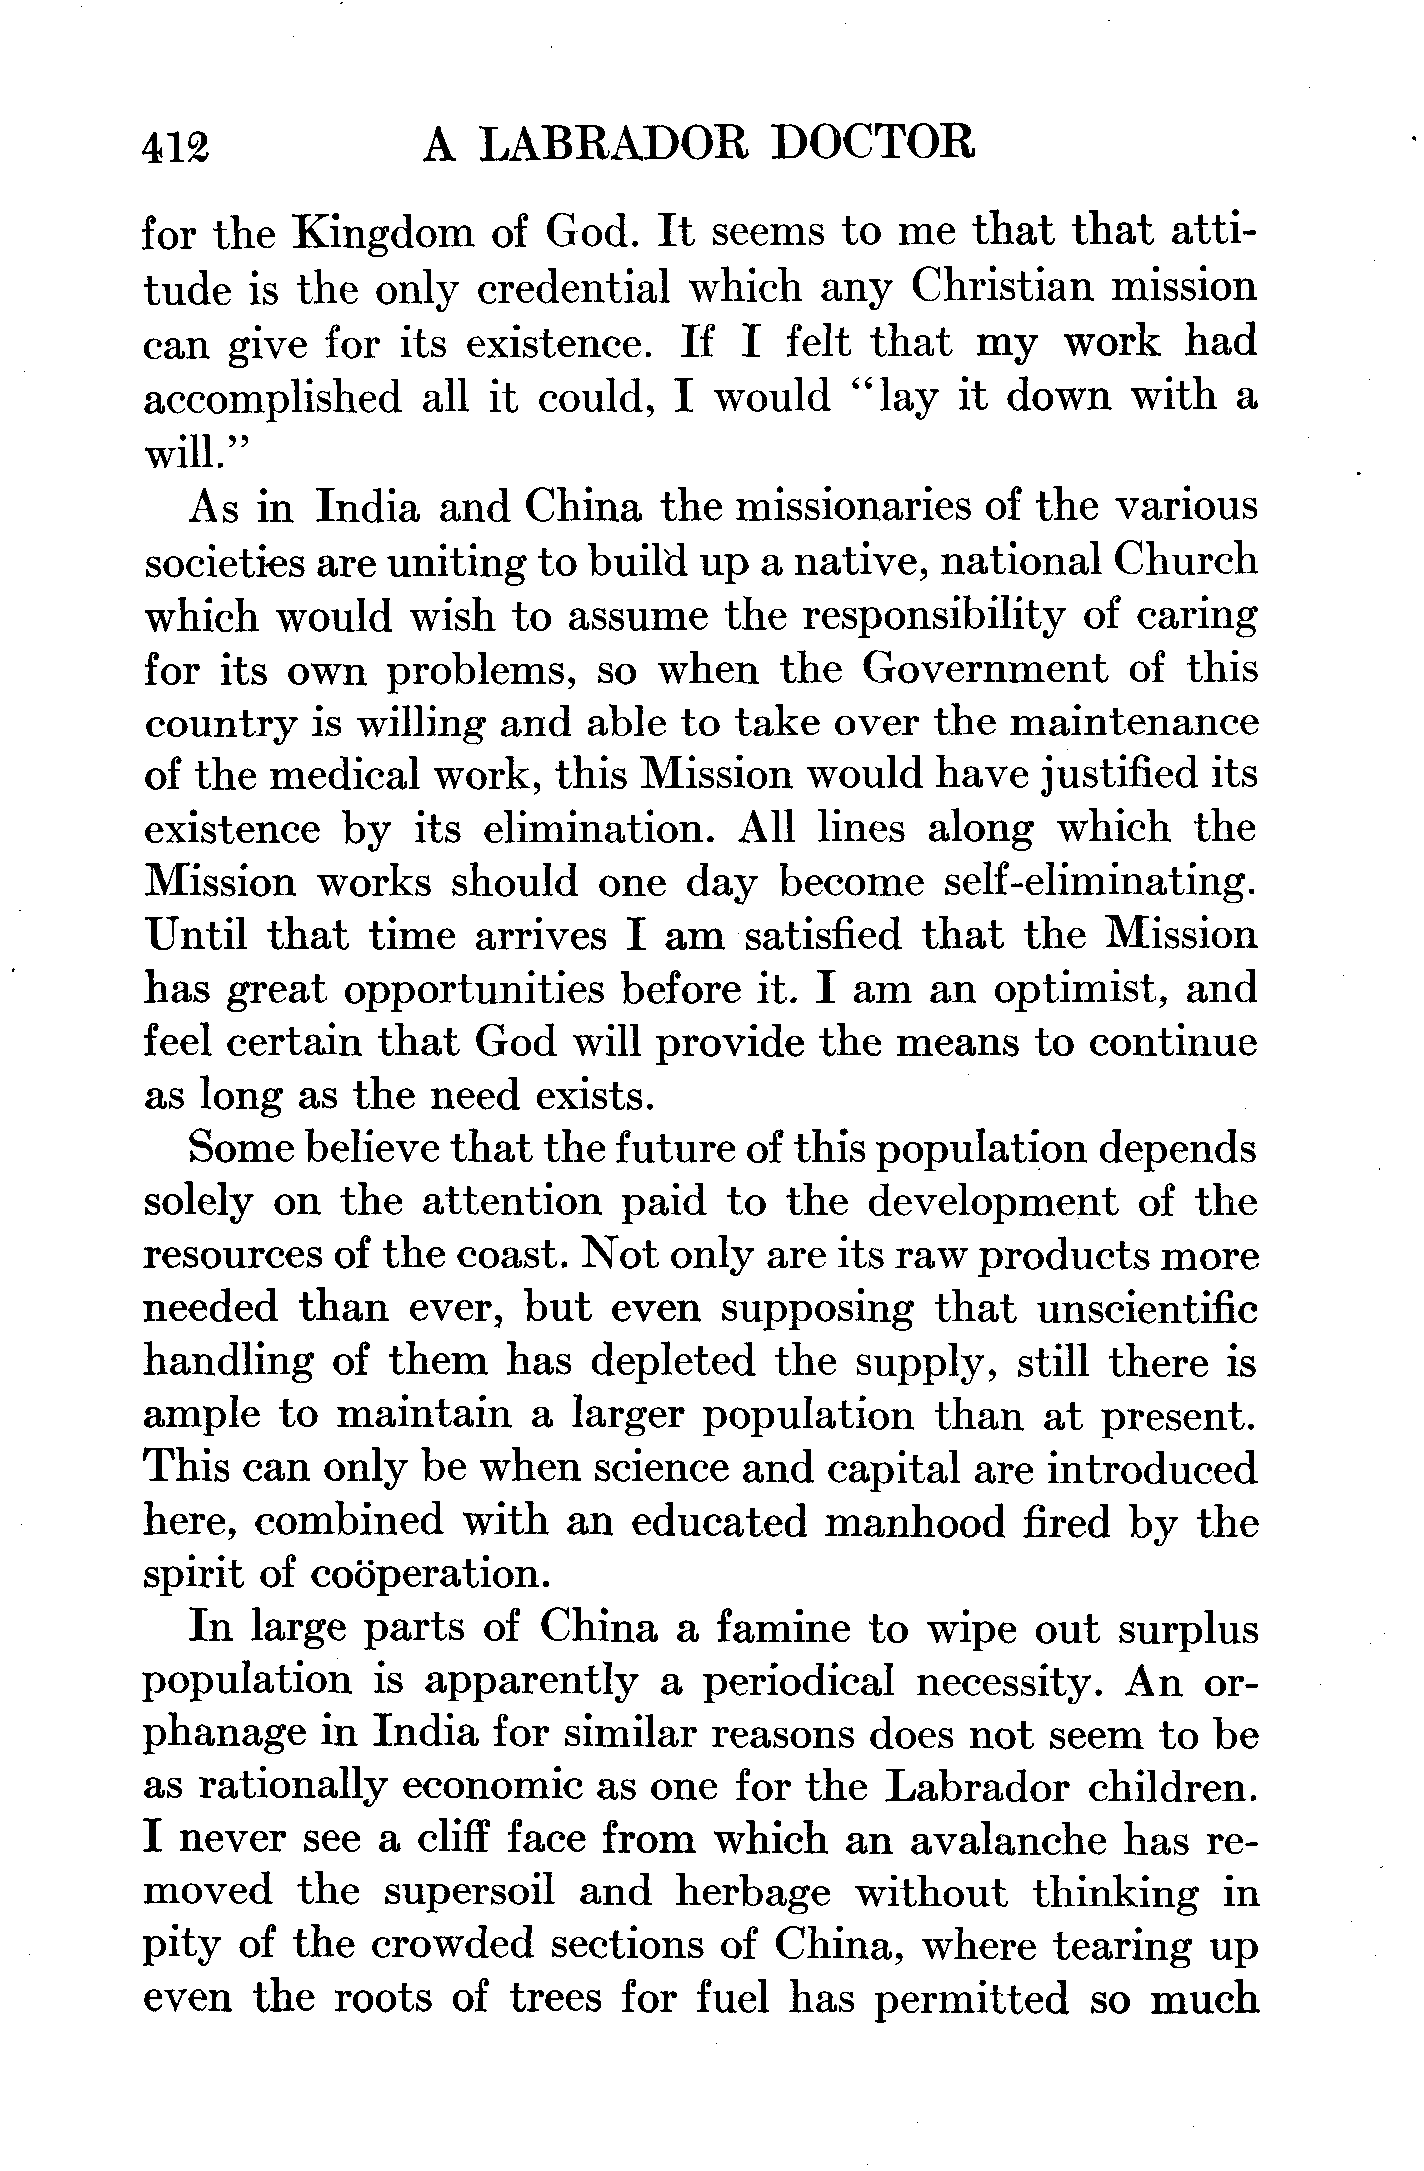 412 A LABRADOR DOCTOR
for the Kingdom of God. It seems to me that that atti-
tude is the only credential which any Christian mission
can give for its existence. If I felt that my work had
accomplished all it could, I would “lay it down with a
will.”
As in India and China the missionaries of the various
societies are uniting to build up a native, national Church
which would wish to assume the responsibility of caring
for its own problems, so when the Government of this
country is willing and able to take over the maintenance
of the medical work, this Mission would have justified its
existence by its elimination. All lines along which the
Mission works should one day become self-eliminating.
Until that time arrives I am satisfied that the Mission
has great opportunities before it. I am an optimist, and
feel certain that God will provide the means to continue
as long as the need exists.
Some believe that the future of this population depends
solely on the attention paid to the development of the
resources of the coast. Not only are its raw products more
needed than ever, but even supposing that unscientific
handling of them has depleted the supply, still there is
ample to maintain a larger population than at present.
This can only be when science and capital are introduced
here, combined with an educated manhood fired by the
spirit of coöperation.
In large parts of China a famine to wipe out surplus
population is apparently a periodical necessity. An or-
phanage in India for similar reasons does not seem to be
as rationally economic as one for the Labrador children.
I never see a cliff face from which an avalanche has re-
moved the supersoil and herbage without thinking in
pity of the crowded sections of China, where tearing up
even the roots of trees for fuel has permitted so much